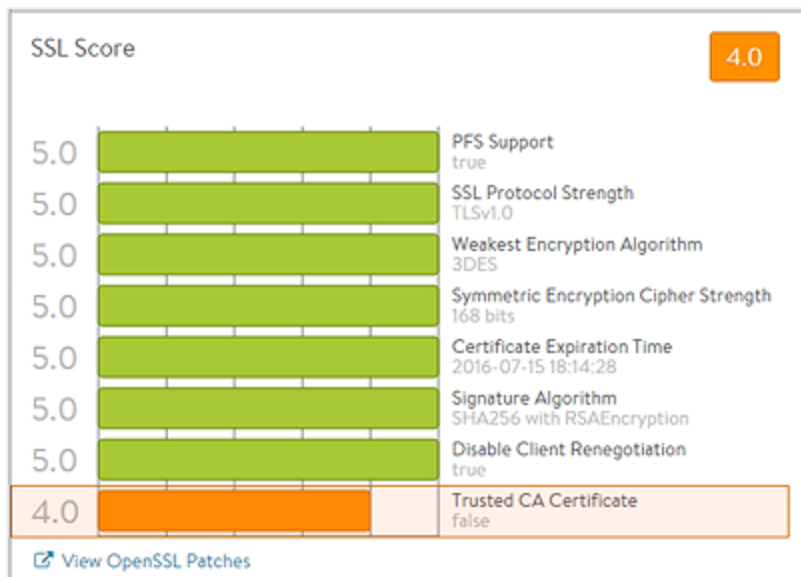 SSL Score
4.0
5.0
PFS Support
true
5.0
SSL Protocol Strength
TLSv1.0
5.0
Weakest Encryption Algorithm
3DES
5.0
Symmetric Encryption Cipher Strength
168 bits
5.0
Certificate Expiration Time
2016-07-15 18:14:28
5.0
Signature Algorithm
SHA256 with RSAEncryption
5.0
Disable Client Renegotiation
true
4.0
Trusted CA Certificate
false
View OpenSSL Patches